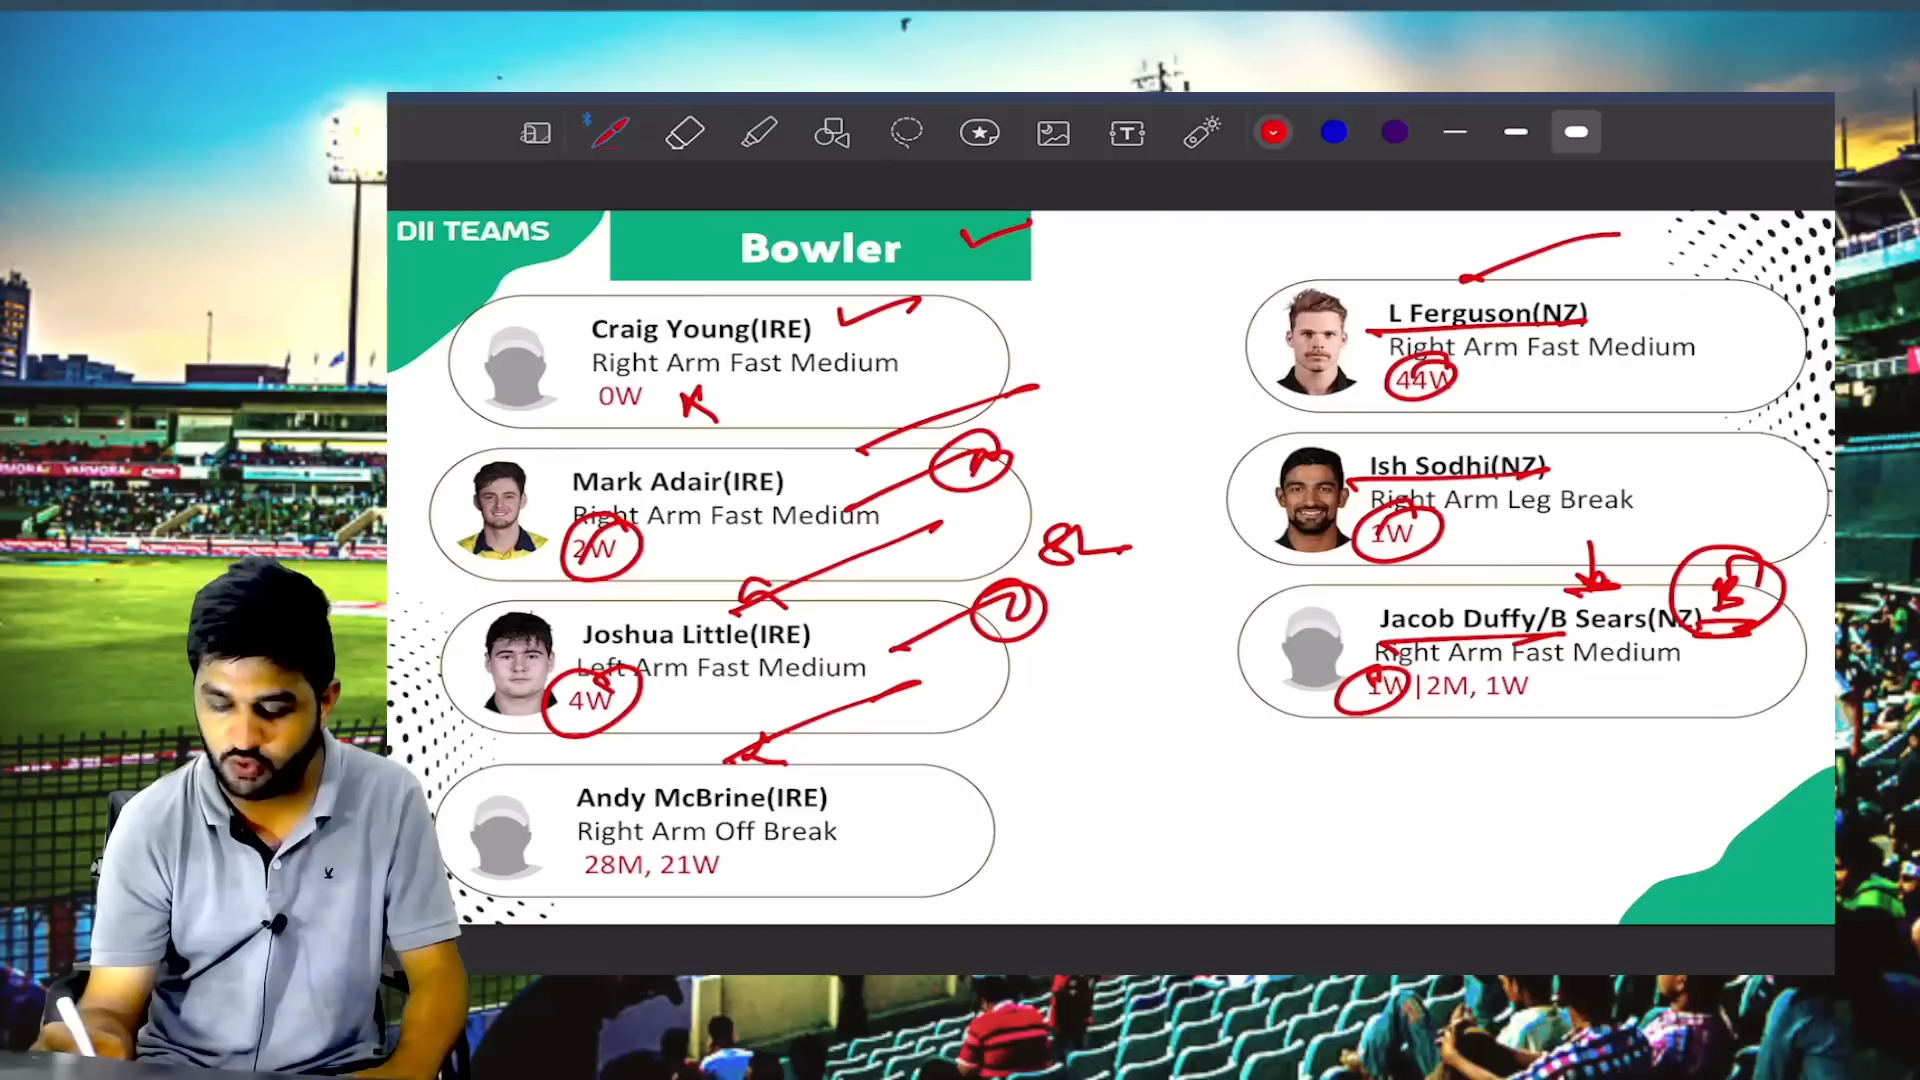 DII TEAMS
Bowler
Craig Young(IRE)
Right Arm Fast Medium
0W
Mark Adair(IRE)
Right Arm Fast Medium
2W
Joshua Little(IRE)
Left Arm Fast Medium
4W
Andy McBrine(IRE)
Right Arm Off Break
28M, 21W
L Ferguson(NZ)
Right Arm Fast Medium
44W
Ish Sodhi(NZ)
Right Arm Leg Break
1W
Jacob Duffy/B Sears(NZ)
Right Arm Fast Medium
1W|2M, 1W
VARMORA